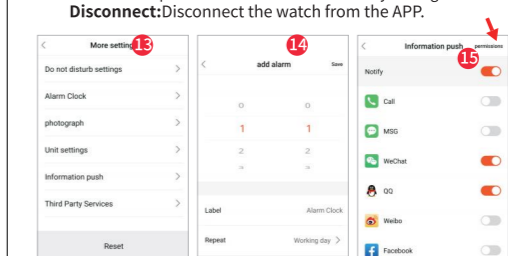 Disconnect:Disconnect the watch from the APP.
More setting
13
Do not disturb settings
Alarm Clock
photograph
Unit settings
Information push
Third Party Services
Reset
14
add alarm
Save
0 0
1 1
2 2
Label Alarm Clock
Repeat Working day
Information push
permissions
15
Notify
Call
MSG
WeChat
QQ
Weibo
Facebook